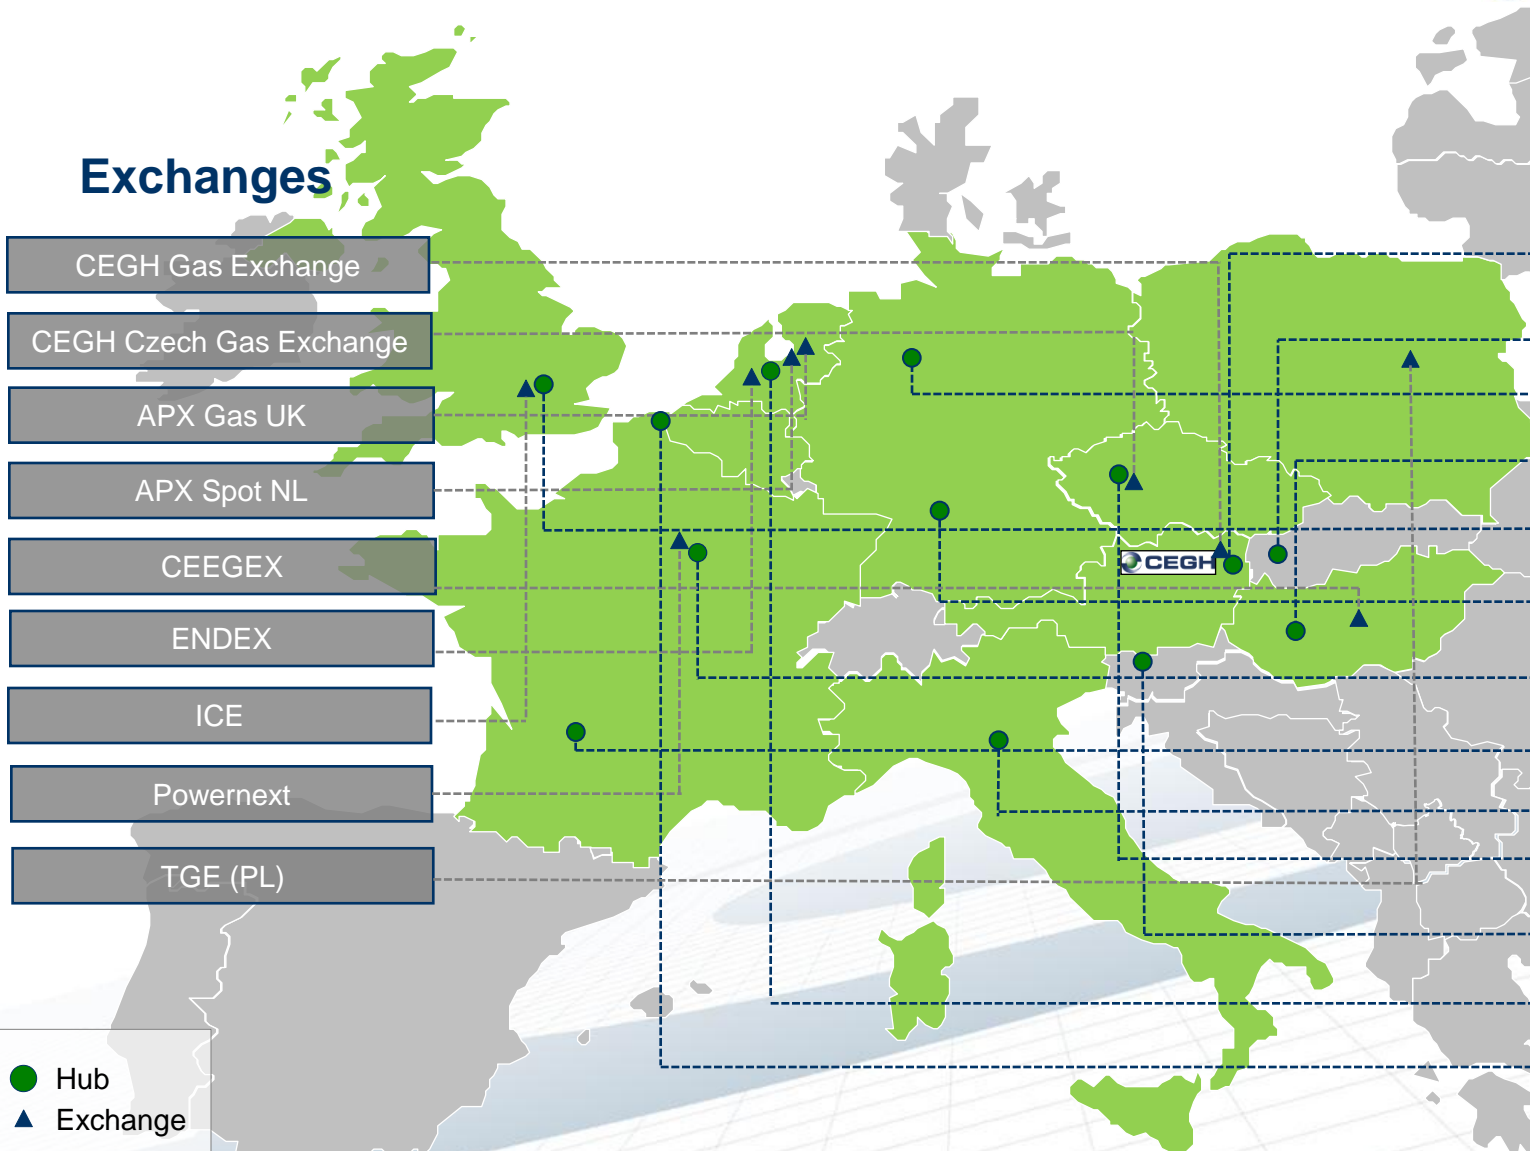 Exchanges
CEGH Gas Exchange
CEGH Czech Gas Exchange
APX Gas UK
APX Spot NL
CEEGEX
ENDEX
ICE
Powernext
TGE (PL)
CEGH
Hub
Exchange